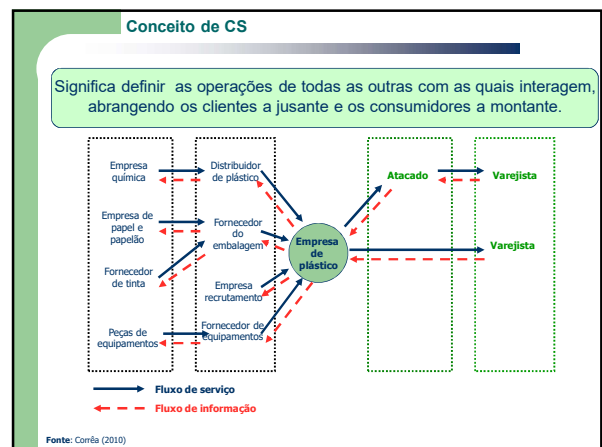 Conceito de CS
Significa definir as operações de todas as outras com as quais interagem,
abrangendo os clientes a jusante e os consumidores a montante.
Empresa
química
Distribuidor
de plástico
Atacado
Varejista
Empresa de
papel e
papelão
Fornecedor
do
embalagem
Empresa
de
plástico
Varejista
Fornecedor
de tinta
Empresa
recrutamento
Peças de
equipamentos
Fornecedor de
equipamentos
Fluxo de serviço
Fluxo de informação
Fonte: Corrêa (2010)